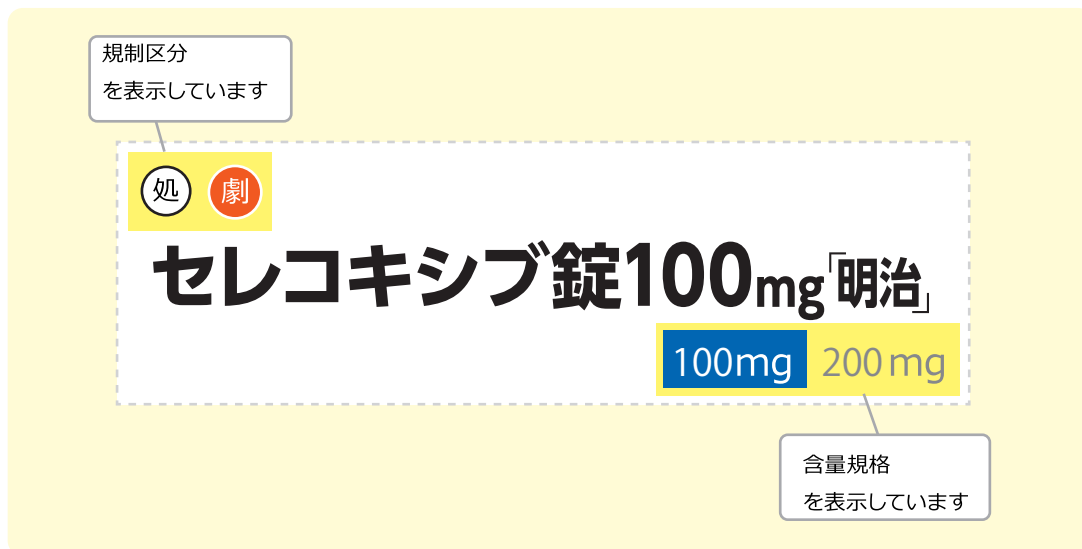 規制区分
を表示しています
処 劇
セレコキシブ錠100mg「明治」
100mg 200mg
含量規格
を表示しています